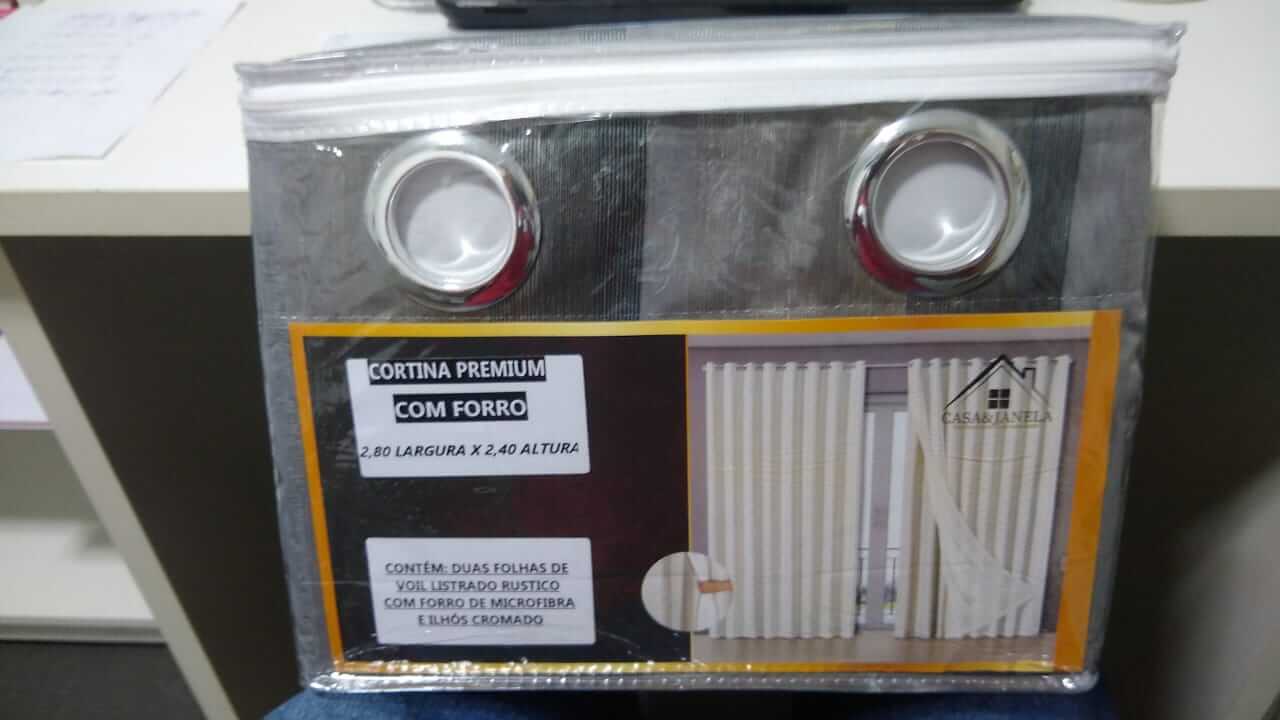 CORTINA PREMIUM
COM FORRO
2,80 LARGURA X 2,40 ALTURA
CONTÉM: DUAS FOLHAS DE
VOIL LISTRADO RUSTICO
COM FORRO DE MICROFIBRA
E ILHÓS CROMADO
CASA&JANELA